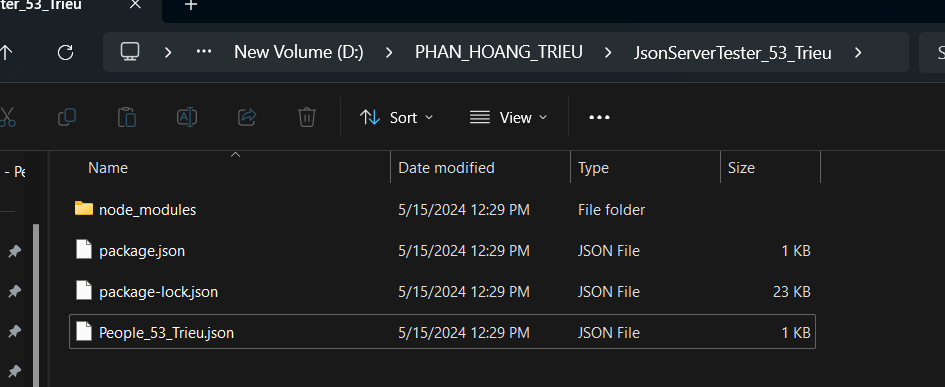 ter_53_Trieu
New Volume (D:) PHAN_HOANG_TRIEU JsonServerTester_53_Trieu S
Sort View
- Pe
Name Date modified Type Size
node_modules 5/15/2024 12:29 PM File folder
package.json 5/15/2024 12:29 PM JSON File 1 KB
package-lock.json 5/15/2024 12:29 PM JSON File 23 KB
People_53_Trieu.json 5/15/2024 12:29 PM JSON File 1 KB